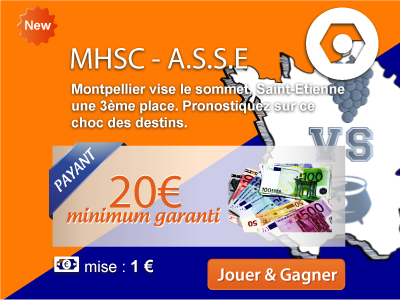 New
MHSC - A.S.S.E
Montpellier vise le sommet, Saint-Etienne
une 3ème place. Pronostiquez sur ce
choc des destins.
VS
PAYANT
20€
minimum garanti
mise : 1 €
Jouer & Gagner